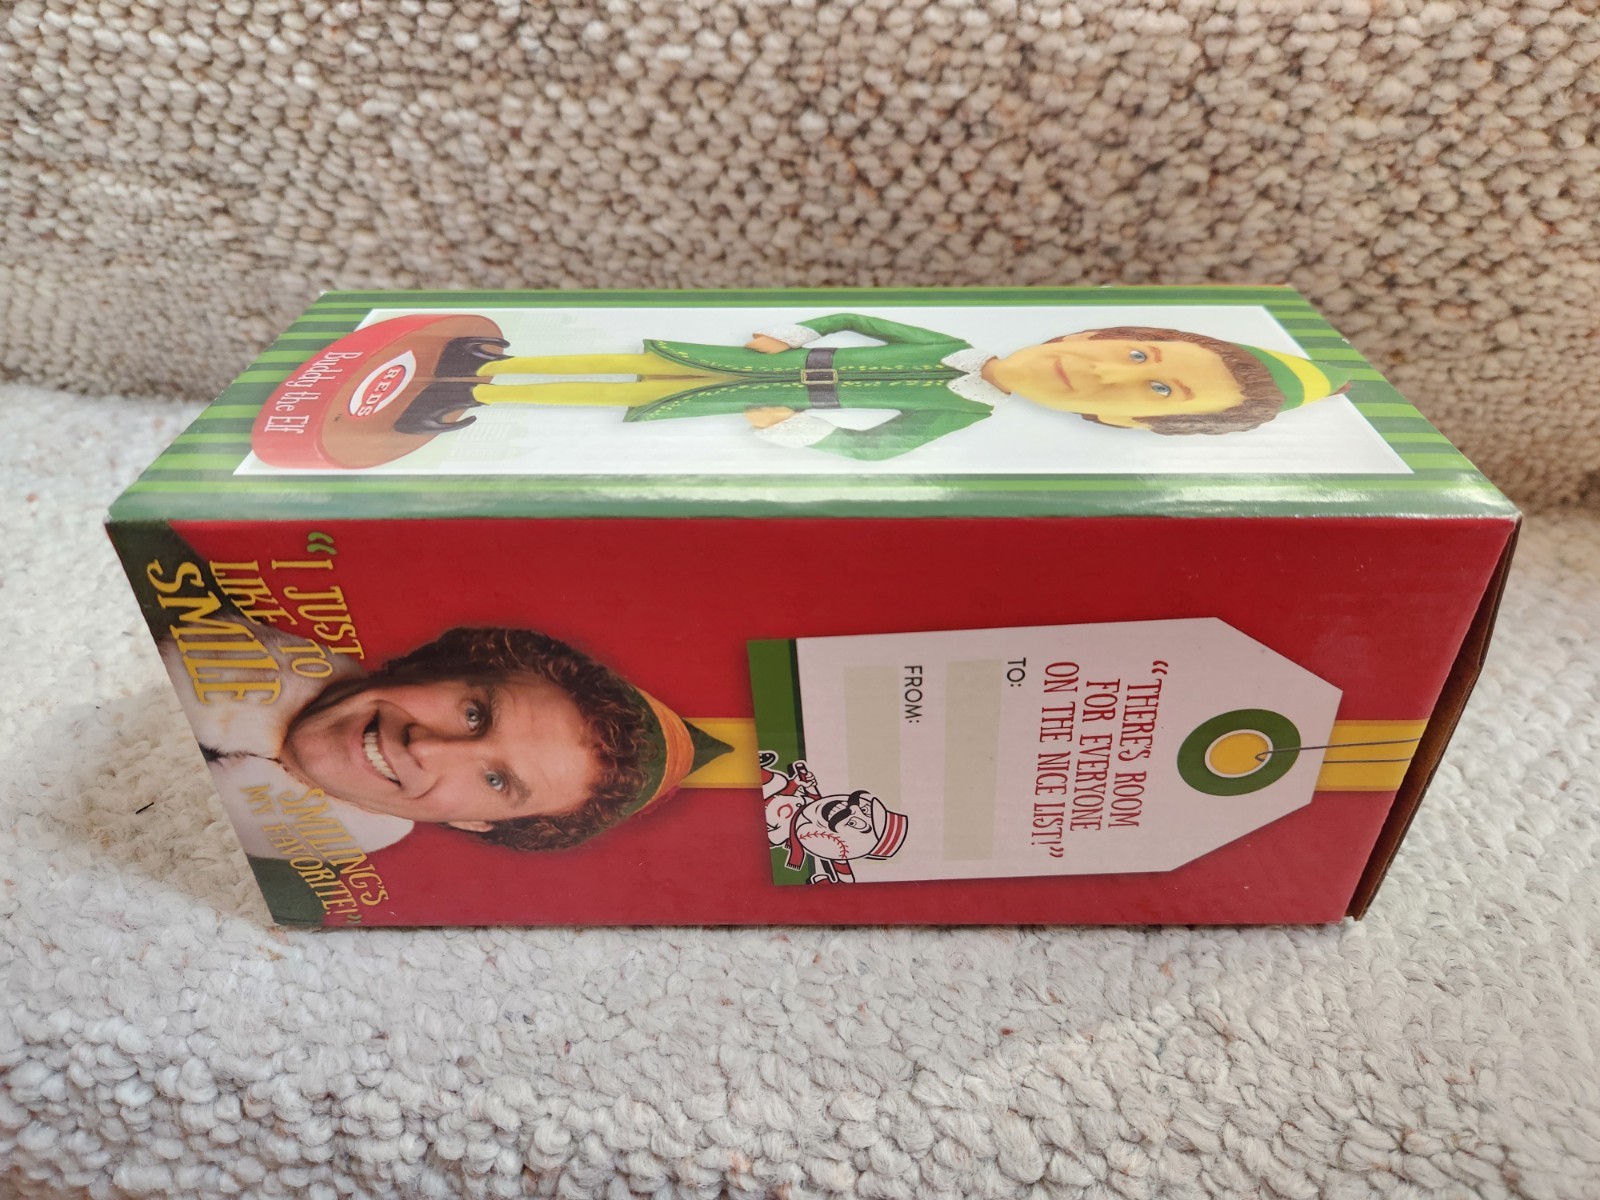 REDS
Buddy the Elf
“I JUST
LIKE TO
SMILE
SMILING'S
MY FAVORITE!”
“THERE'S ROOM
FOR EVERYONE
ON THE NICE LIST!”
TO:
FROM:
C